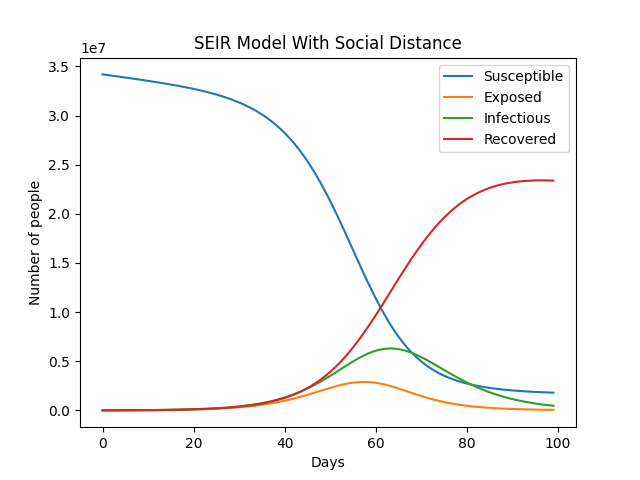 SEIR Model With Social Distance
1e7
3.5
3.0
2.5
2.0
1.5
1.0
0.5
0.0
Number of people
Susceptible
Exposed
Infectious
Recovered
0 20 40 60 80 100
Days